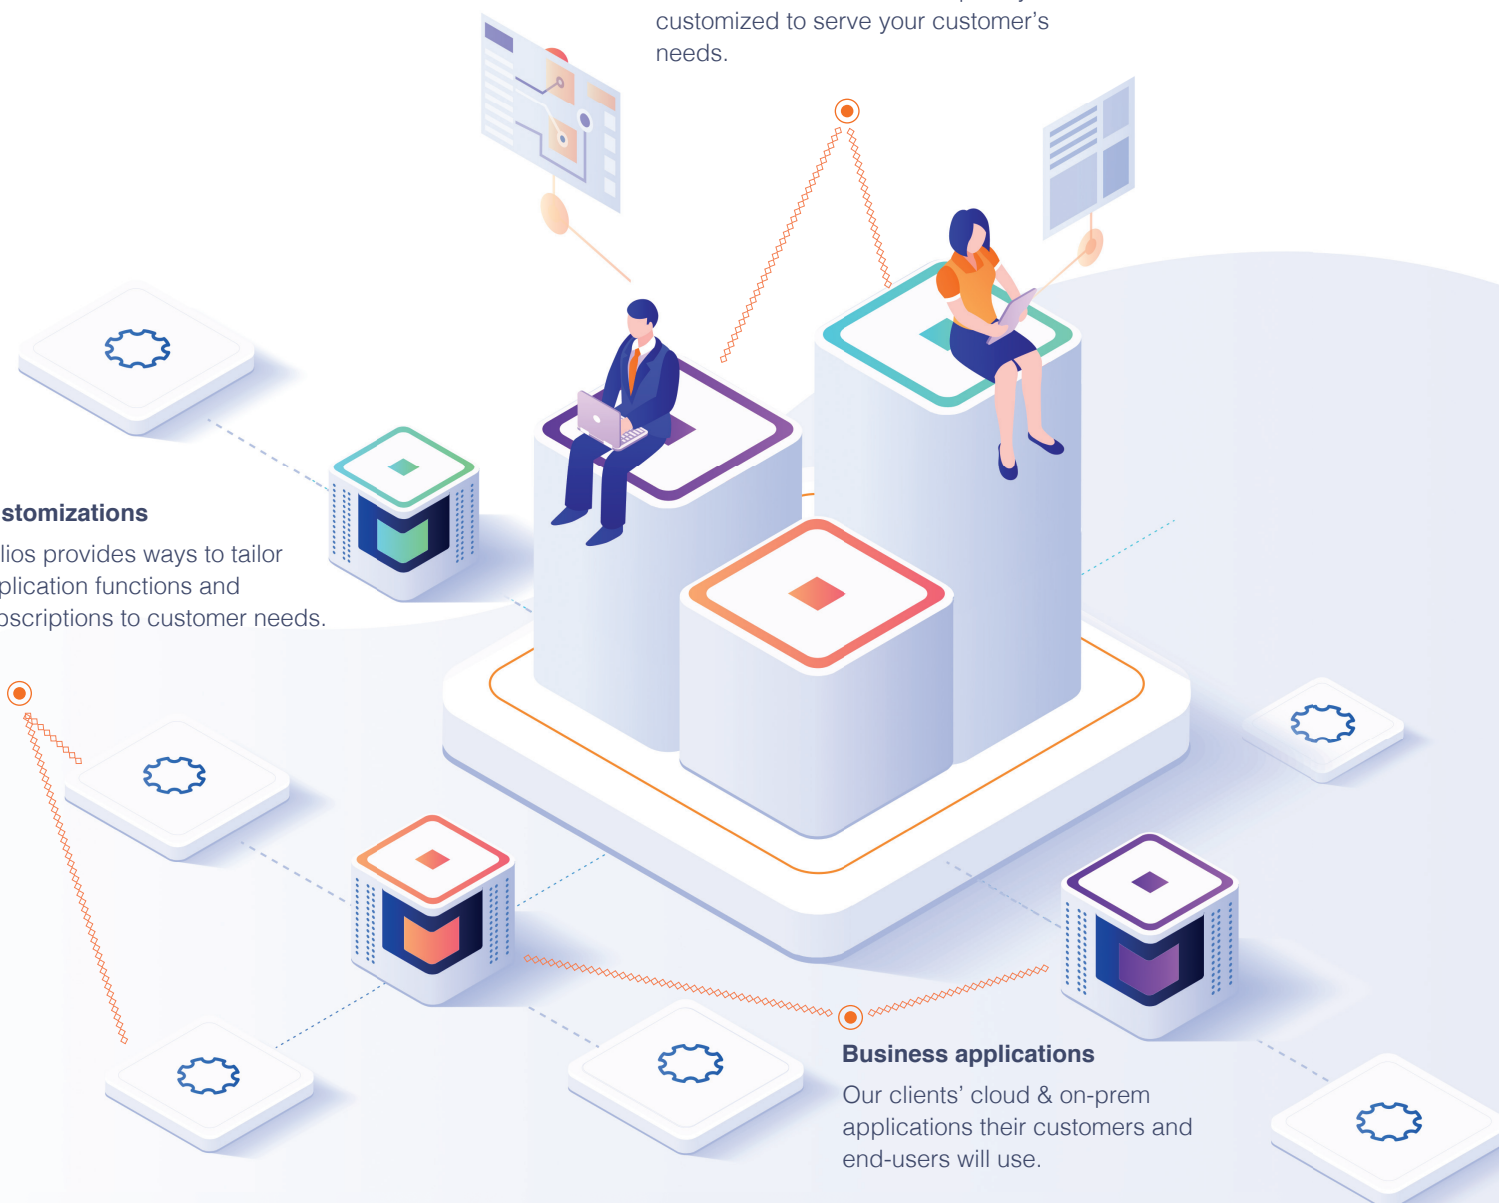 customized to serve your customer’s
needs.
stomizations
lios provides ways to tailor
plication functions and
bscriptions to customer needs.
Business applications
Our clients’ cloud & on-prem
applications their customers and
end-users will use.